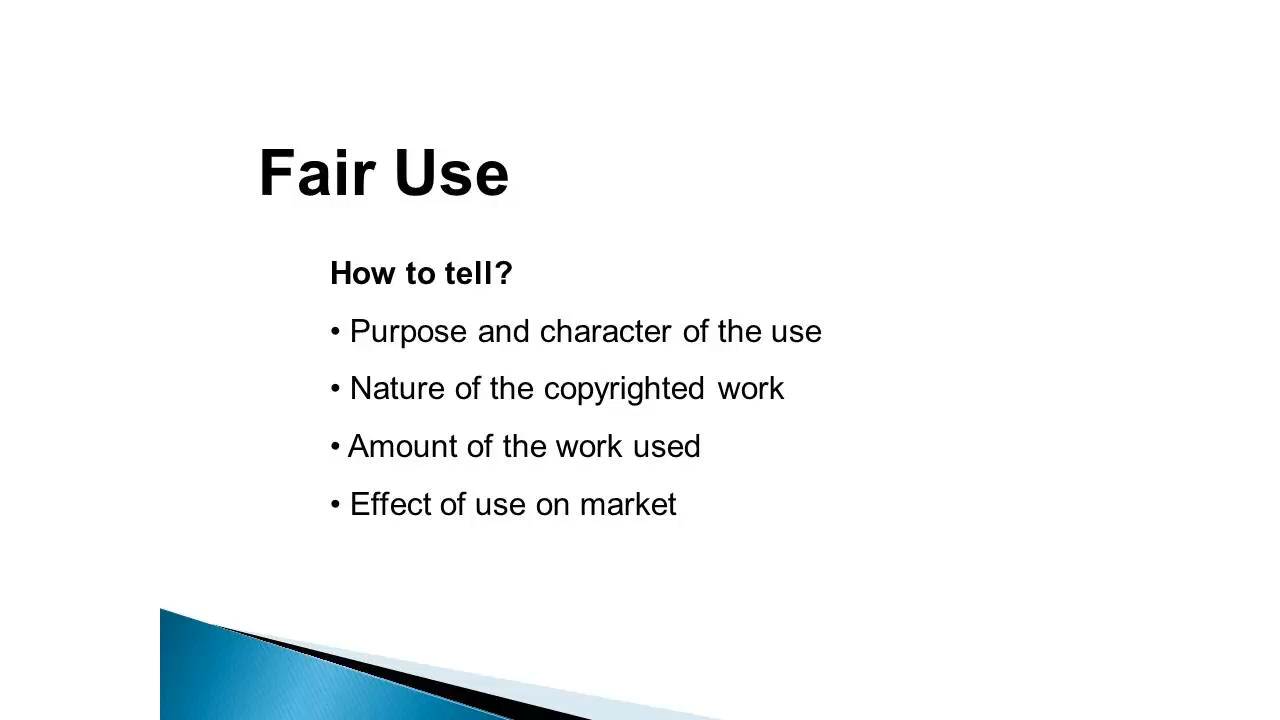 Fair Use
How to tell?
• Purpose and character of the use
• Nature of the copyrighted work
• Amount of the work used
• Effect of use on market